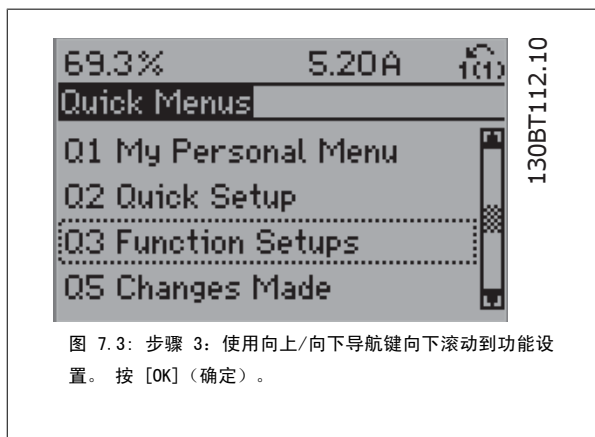 69.3% 5.20A 1(1)
Quick Menus
Q1 My Personal Menu
Q2 Quick Setup
Q3 Function Setups
Q5 Changes Made
130BT112.10
图 7.3: 步骤 3：使用向上/向下导航键向下滚动到功能设
置。 按 [OK]（确定）。